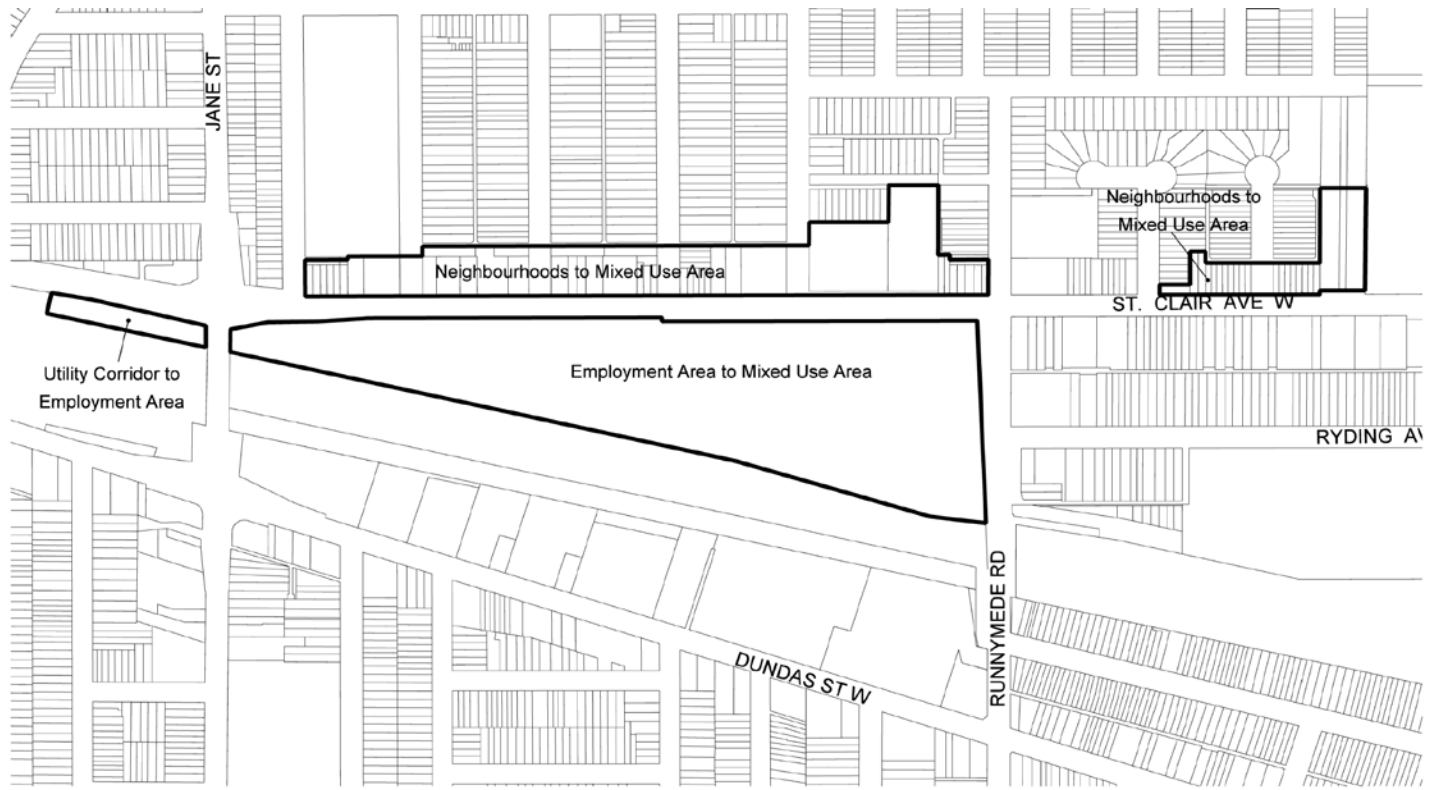 JANE ST
Neighbourhoods to
Mixed Use Area
Neighbourhoods to Mixed Use Area
ST. CLAIR AVE W
Utility Corridor to
Employment Area
Employment Area to Mixed Use Area
RYDING AV
RUNNYMEDE RD
DUNDAS ST W